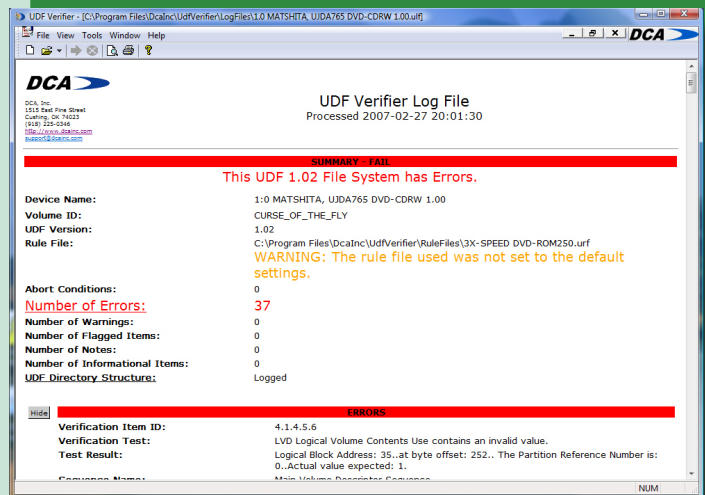 UDF Verifier - [C:\Program Files\DcaInc\UdfVerifier\LogFiles\1.0 MATSHITA, UJDA765 DVD-CDRW 1.00.ulf]
File View Tools Window Help
DCA
DCA
DCA, Inc.
1515 East Pine Street
Cushing, OK 74023
(918) 225-0346
http://www.dcainc.com
support@dcainc.com
UDF Verifier Log File
Processed 2007-02-27 20:01:30
SUMMARY - FAIL
This UDF 1.02 File System has Errors.
Device Name: 1:0 MATSHITA, UJDA765 DVD-CDRW 1.00
Volume ID: CURSE_OF_THE_FLY
UDF Version: 1.02
Rule File: C:\Program Files\DcaInc\UdfVerifier\RuleFiles\3X-SPEED DVD-ROM250.urf
WARNING: The rule file used was not set to the default
settings.
Abort Conditions: 0
Number of Errors: 37
Number of Warnings: 0
Number of Flagged Items: 0
Number of Notes: 0
Number of Informational Items: 0
UDF Directory Structure: Logged
Hide ERRORS
Verification Item ID: 4.1.4.5.6
Verification Test: LVD Logical Volume Contents Use contains an invalid value.
Test Result: Logical Block Address: 35..at byte offset: 252.. The Partition Reference Number is:
0..Actual value expected: 1.
Sequence Name: Main Volume Descriptor Sequence
NUM